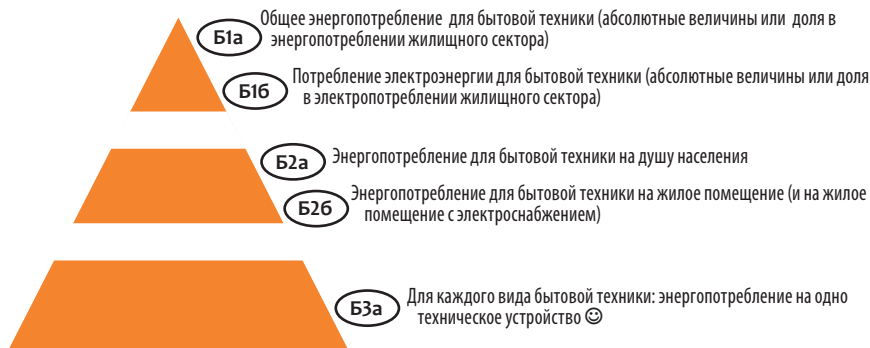 Б1а Общее энергопотребление для бытовой техники (абсолютные величины или доля в
энергопотреблении жилищного сектора)
Б1б Потребление электроэнергии для бытовой техники (абсолютные величины или доля
в электропотреблении жилищного сектора)
Б2а Энергопотребление для бытовой техники на душу населения
Б2б Энергопотребление для бытовой техники на жилое помещение (и на жилое
помещение с электроснабжением)
Б3а Для каждого вида бытовой техники: энергопотребление на одно
техническое устройство ☺